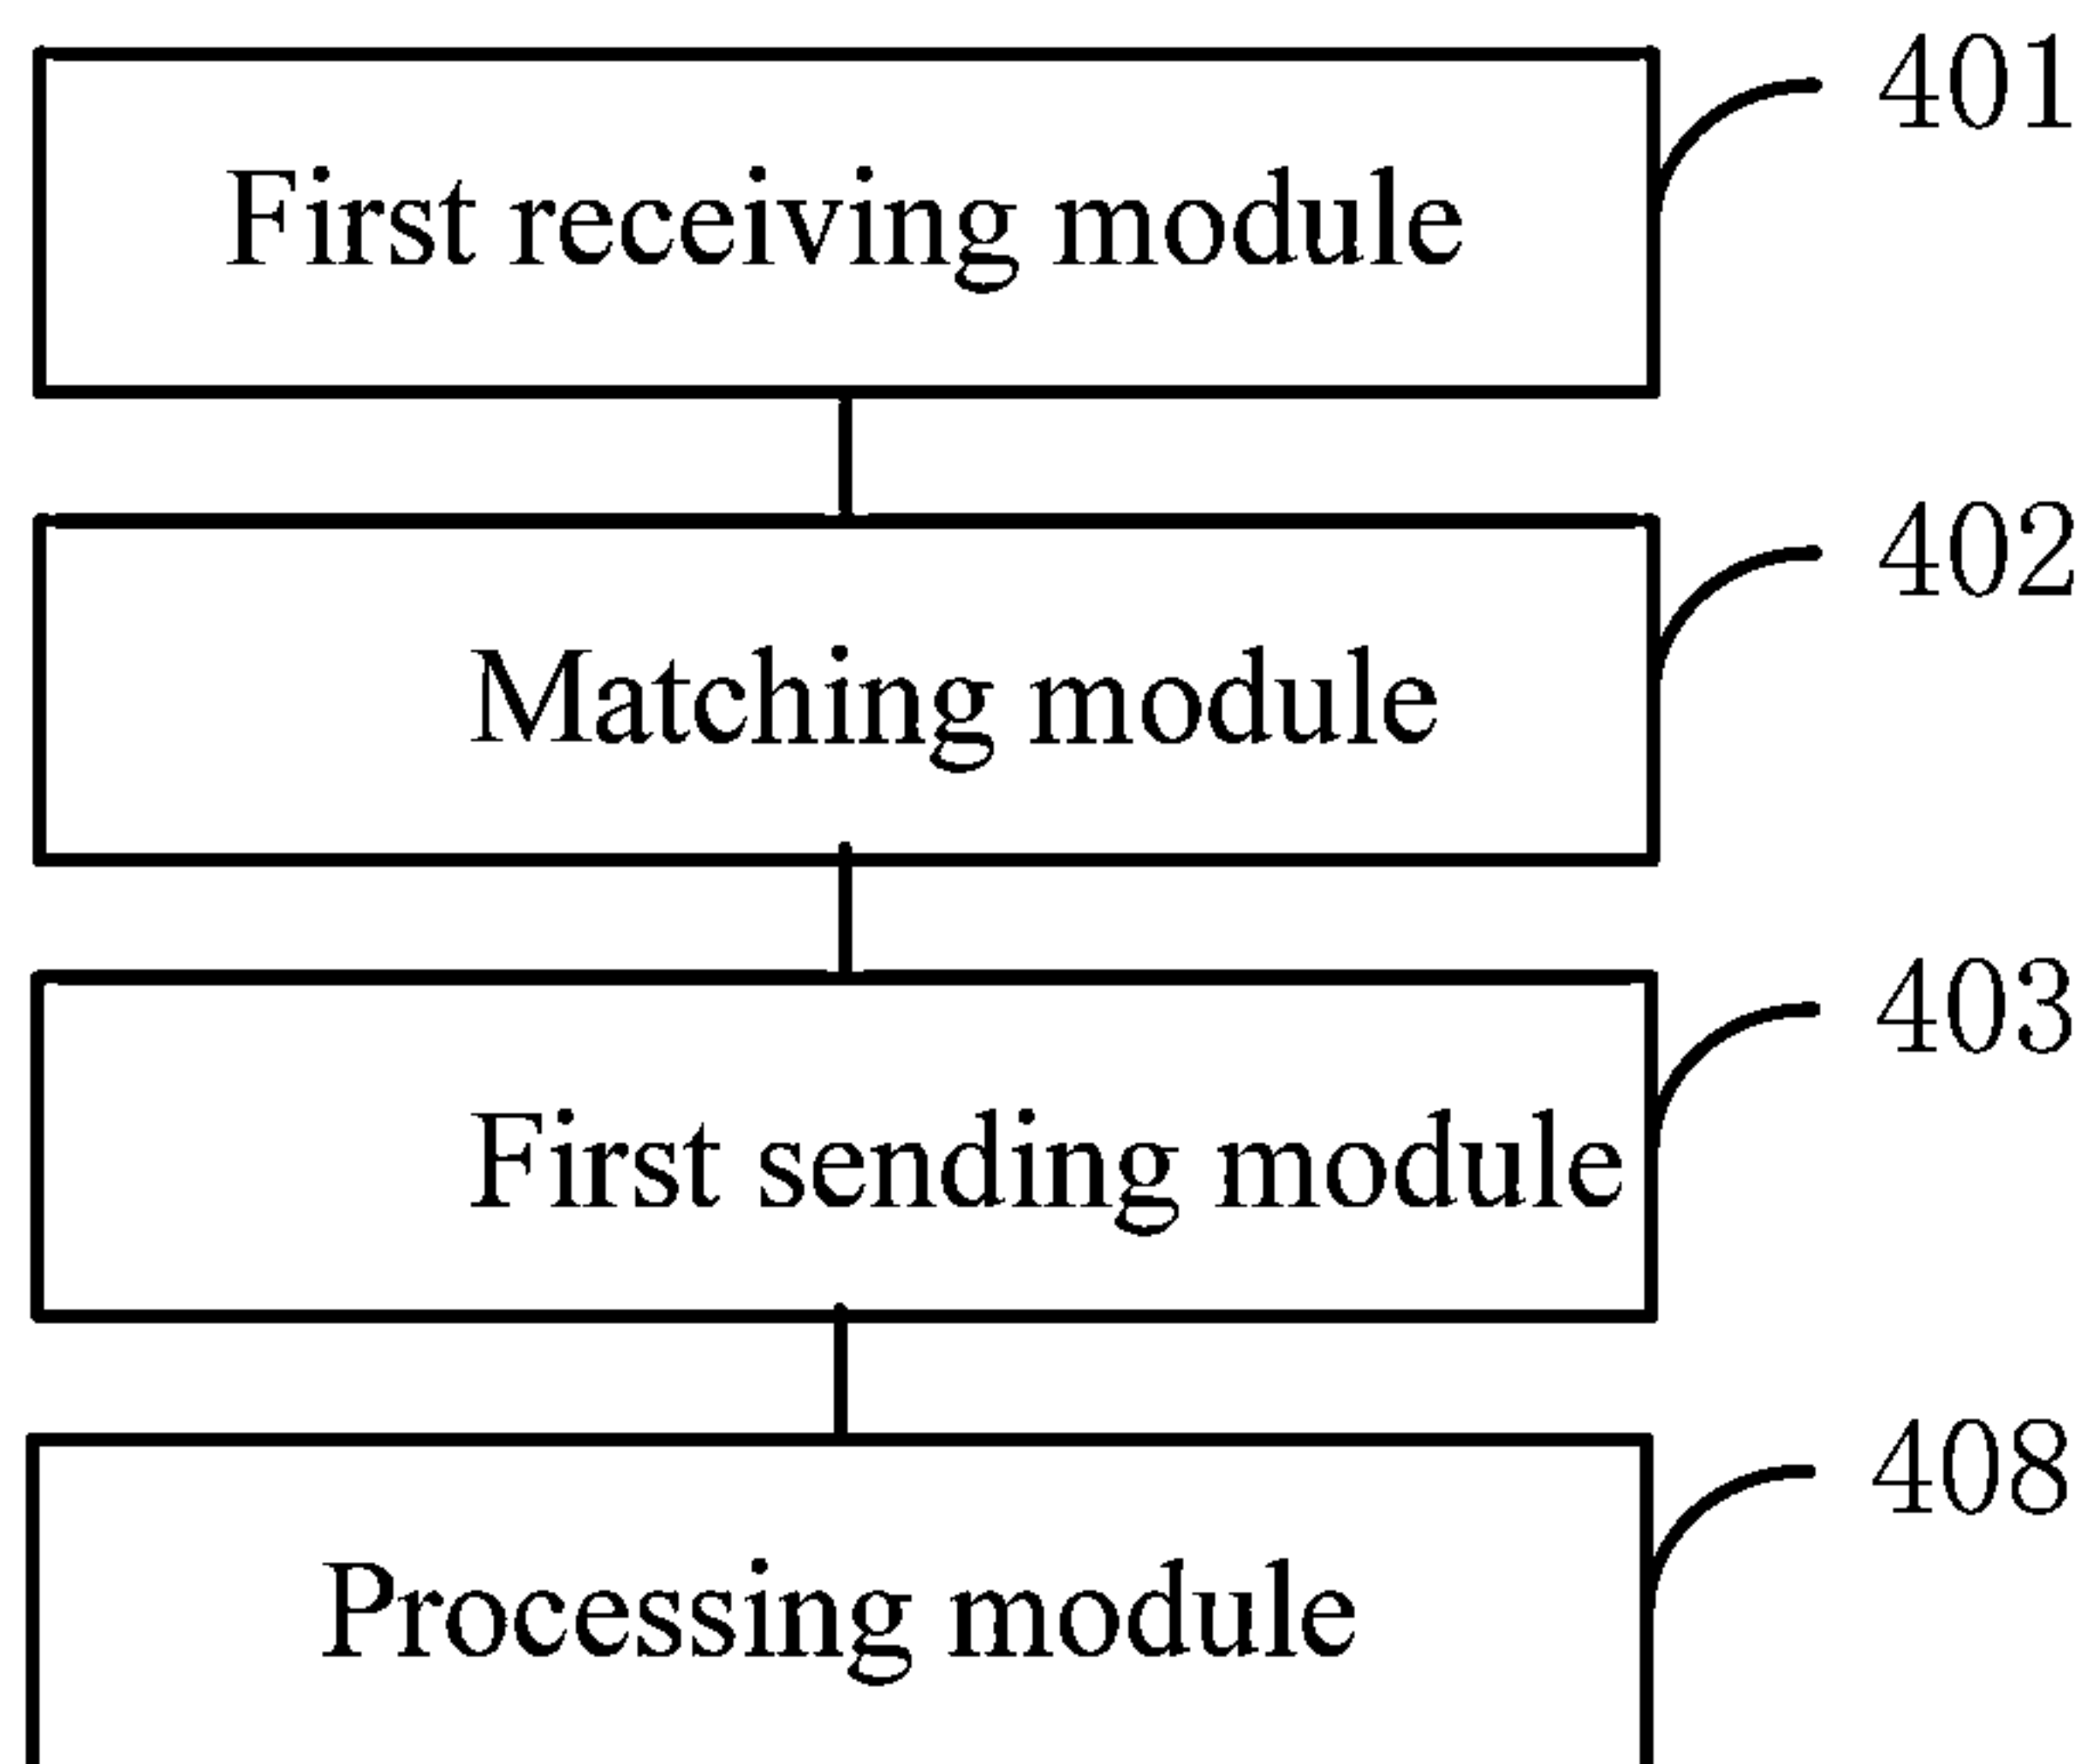 401
First receiving module
402
Matching module
403
First sending module
408
Processing module